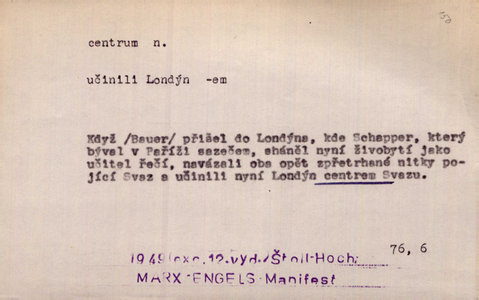 centrum n.
učinili Londýn -em
Když /Bauer/ přišel do Londýna, kde Schapper, který
býval v Paříži sazečem, sháněl nyní živobytí jako
učitel řečí, navázali oba opět zpřetrhané nitky po-
jící Svaz a učinili nyní Londýn centrem Svazu.
76, 6
1949(exc.12.vyd./Štoll-Hoch.
MARX-ENGELS-Manifest